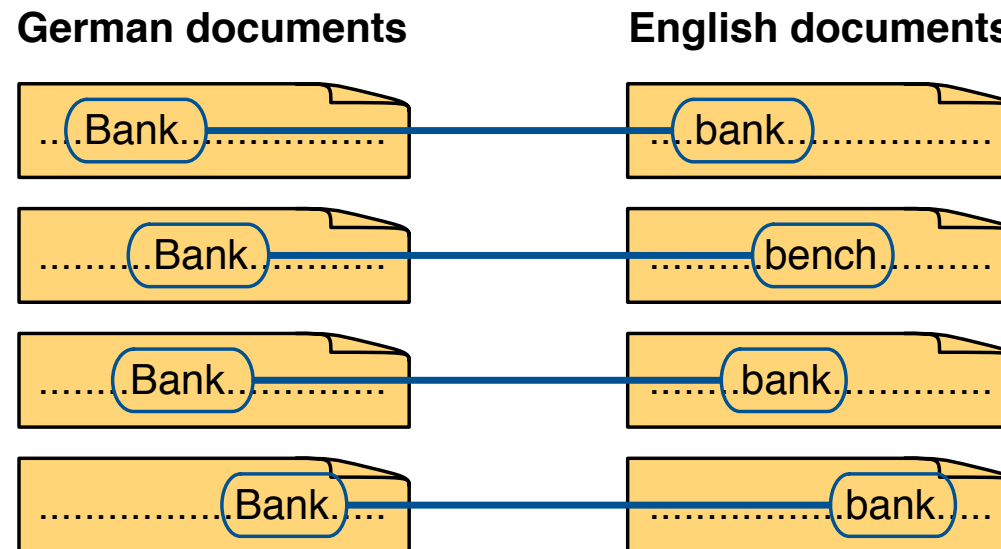 German documents English documents
....Bank.................. ....bank.................
.........Bank............ ..........bench..........
........Bank............. ........bank..............
.................Bank..... .....................bank.....